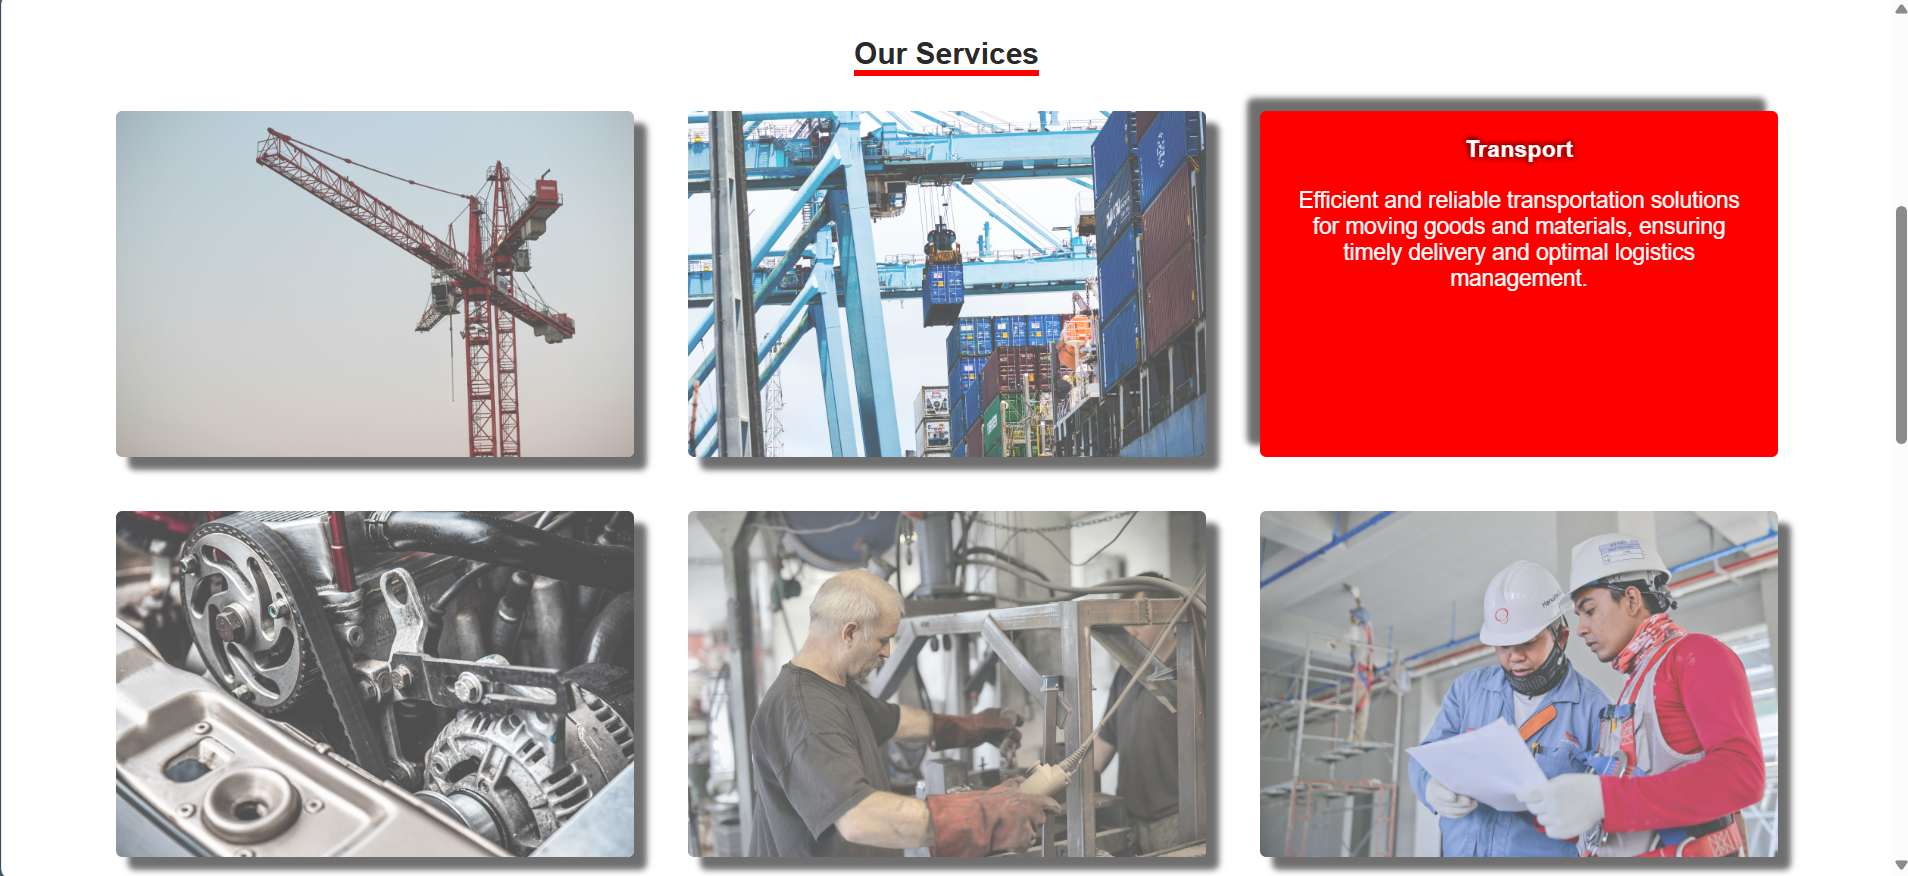 Our Services
Transport
Efficient and reliable transportation solutions
for moving goods and materials, ensuring
timely delivery and optimal logistics
management.